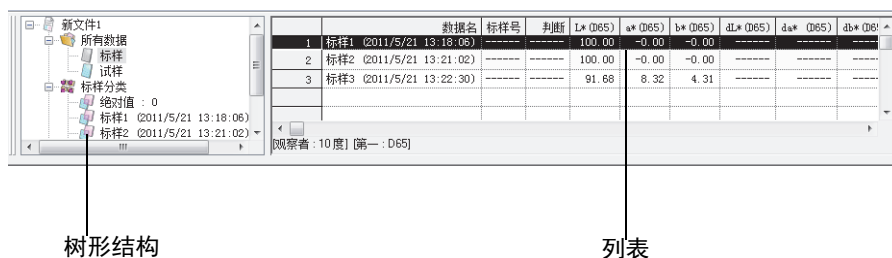 新文件1
所有数据
标样
试样
标样分类
绝对值 : 0
标样1 (2011/5/21 13:18:06)
标样2 (2011/5/21 13:21:02)
数据名 标样号 判断 L*(D65) a*(D65) b*(D65) dL*(D65) da* (D65) db*(D65
1 标样1 (2011/5/21 13:18:06) ------ ------ 100.00 -0.00 -0.00 ------ ------ -----
2 标样2 (2011/5/21 13:21:02) ------ ------ 100.00 -0.00 -0.00 ------ ------ -----
3 标样3 (2011/5/21 13:22:30) ------ ------ 91.68 8.32 4.31 ------ ------ -----
[观察者 : 10度] [第一 : D65]
树形结构
列表